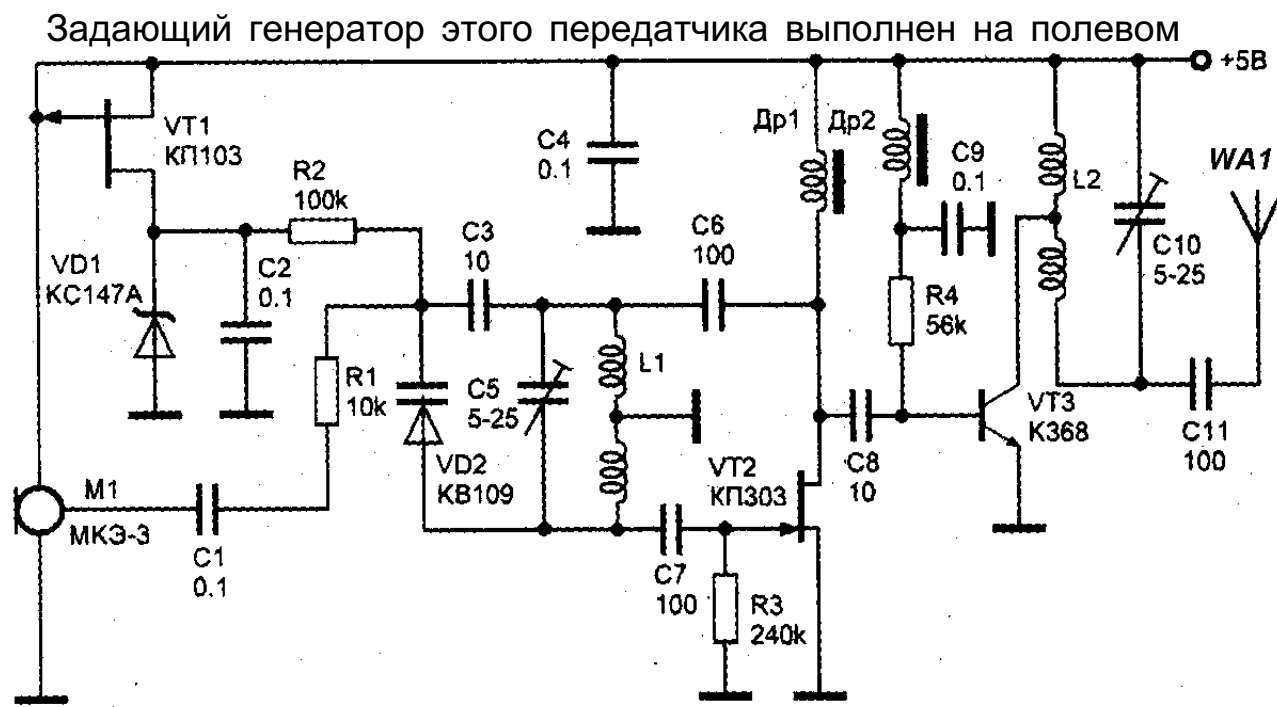 Задающий генератор этого передатчика выполнен на полевом
+5В
VT1
КП103
R2
100k
C4
0.1
Др1
Др2
C9
0.1
L2
WA1
C3
10
C6
100
C10
5-25
VD1
КС147А
C2
0.1
R4
56k
R1
10k
C5
5-25
L1
VT3
К368
VD2
КВ109
VT2
КП303
C8
10
C11
100
М1
МКЭ-3
C1
0.1
C7
100
R3
240k